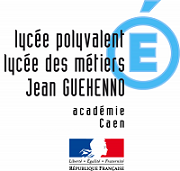 lycée polyvalent
lycée des métiers
Jean GUEHENNO
académie
Caen
Liberté • Égalité • Fraternité
RÉPUBLIQUE FRANÇAISE